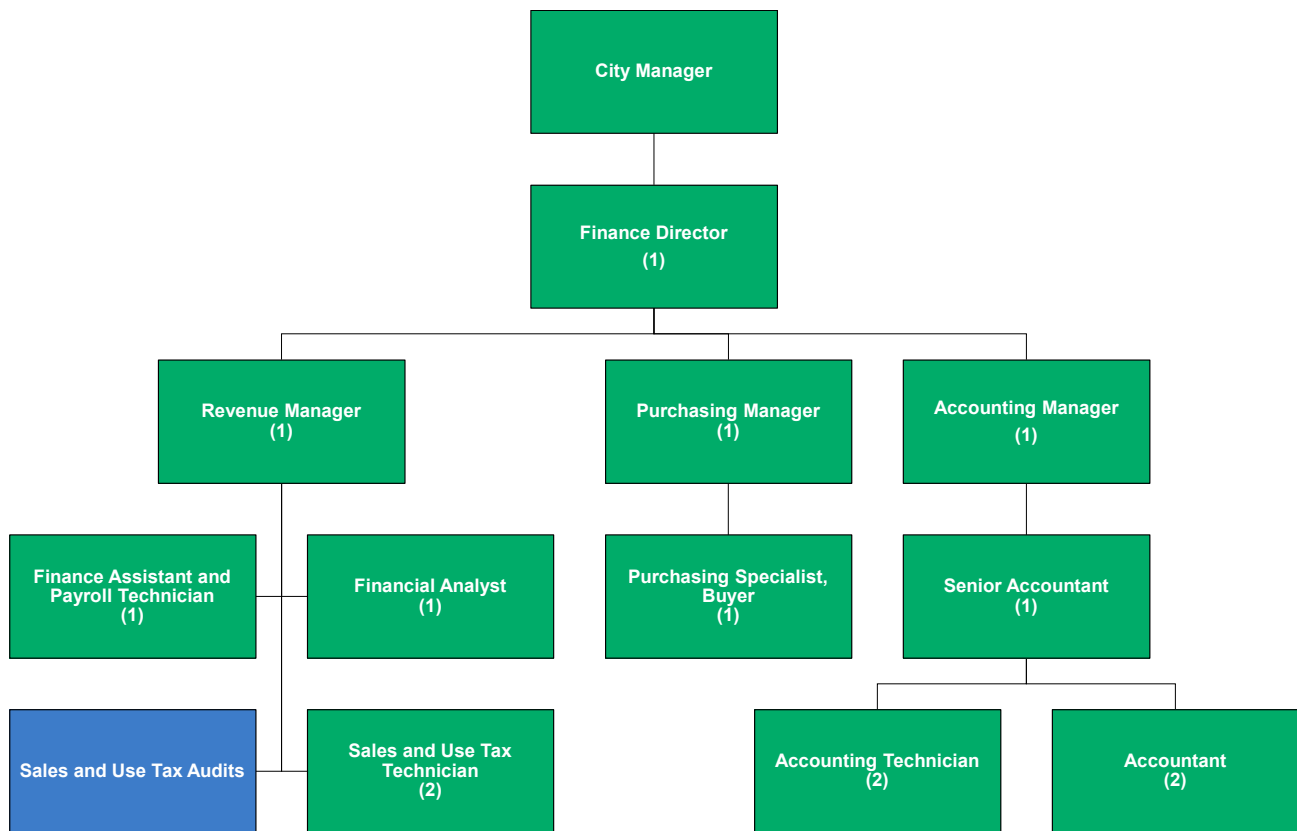 City Manager
Finance Director
(1)
Revenue Manager
(1)
Purchasing Manager
(1)
Accounting Manager
(1)
Finance Assistant and
Payroll Technician
(1)
Financial Analyst
(1)
Purchasing Specialist,
Buyer
(1)
Senior Accountant
(1)
Sales and Use Tax Audits
Sales and Use Tax
Technician
(2)
Accounting Technician
(2)
Accountant
(2)